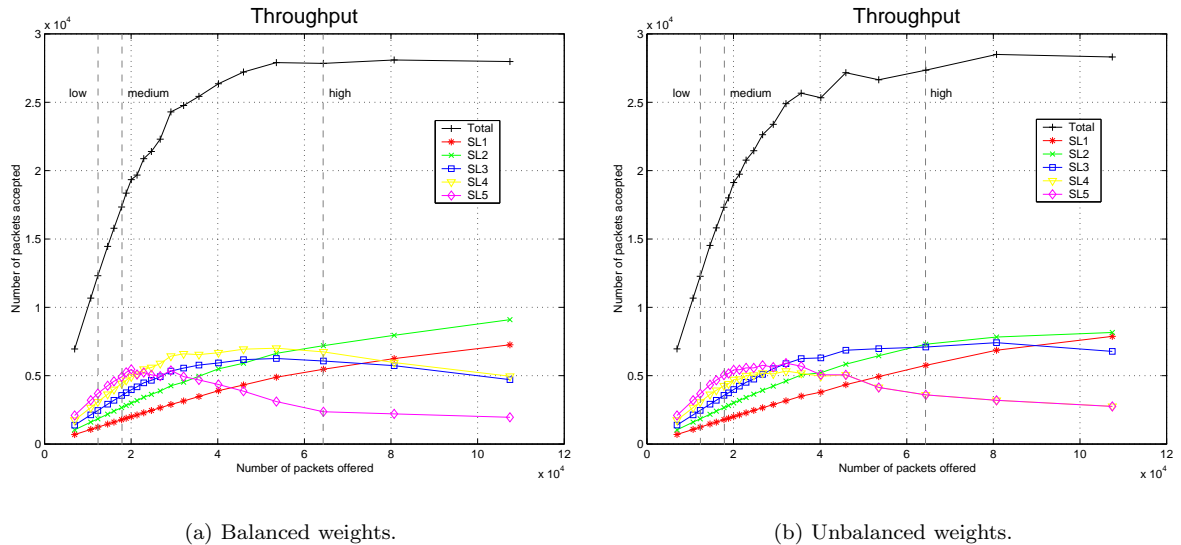 Throughput
x 10^4
3
2.5
2
1.5
1
0.5
0
Number of packets accepted
low
medium
high
Total
SL1
SL2
SL3
SL4
SL5
0 2 4 6 8 10 12
x 10^4
Number of packets offered
(a) Balanced weights.
Throughput
x 10^4
3
2.5
2
1.5
1
0.5
0
Number of packets accepted
low
medium
high
Total
SL1
SL2
SL3
SL4
SL5
0 2 4 6 8 10 12
x 10^4
Number of packets offered
(b) Unbalanced weights.